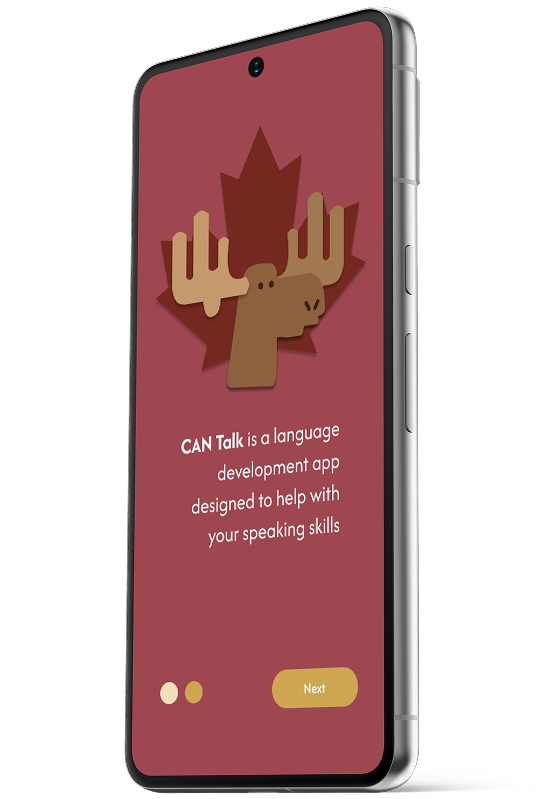 CAN Talk is a language
development app
designed to help with
your speaking skills
Next